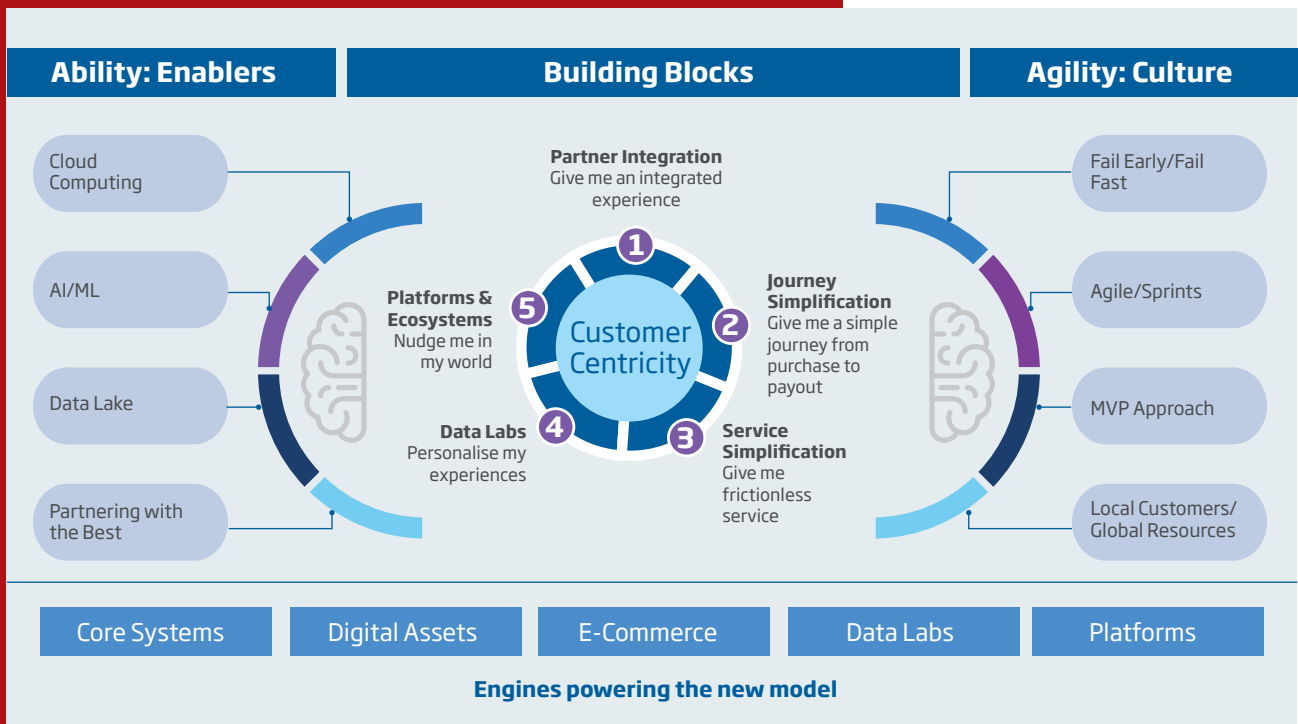 Ability: Enablers
Building Blocks
Agility: Culture
Cloud
Computing
AI/ML
Data Lake
Partnering with
the Best
Partner Integration
Give me an integrated
experience
1
Journey
Simplification
Give me a simple
journey from
purchase to
payout
2
Service
Simplification
Give me
frictionless
service
3
Data Labs
Personalise my
experiences
4
Platforms &
Ecosystems
Nudge me in
my world
5
Customer
Centricity
Fail Early/Fail
Fast
Agile/Sprints
MVP Approach
Local Customers/
Global Resources
Core Systems
Digital Assets
E-Commerce
Data Labs
Platforms
Engines powering the new model